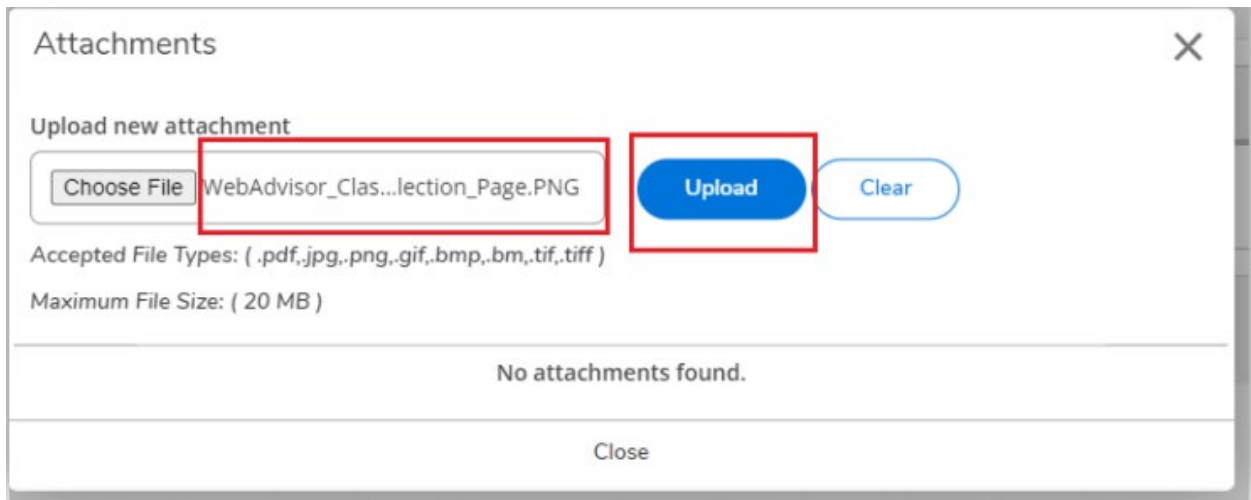 Attachments
Upload new attachment
Choose File WebAdvisor_Clas...lection_Page.PNG Upload Clear
Accepted File Types: ( .pdf,.jpg,.png,.gif,.bmp,.bm,.tif,.tiff )
Maximum File Size: ( 20 MB )
No attachments found.
Close